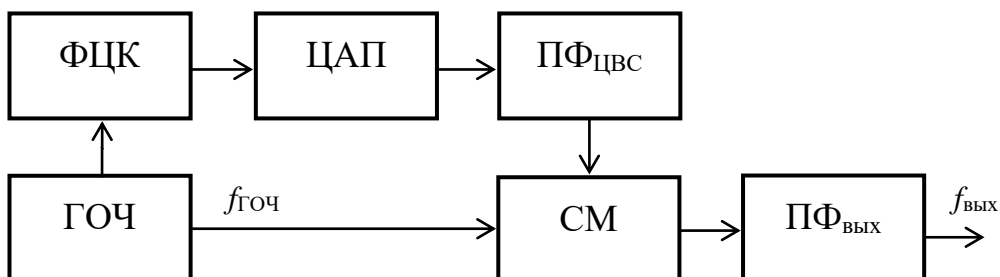 ФЦК
ЦАП
ПФЦВС
ГОЧ
fГОЧ
СМ
ПФвых
fвых